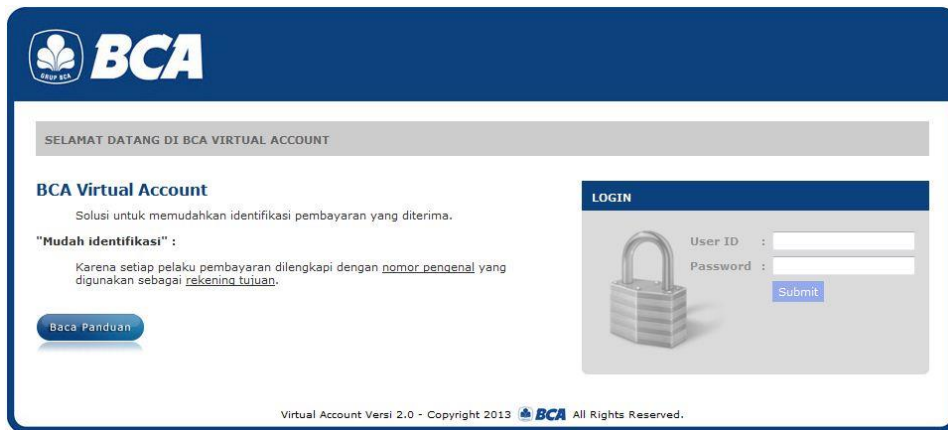 GRUP BCA
BCA
SELAMAT DATANG DI BCA VIRTUAL ACCOUNT
BCA Virtual Account
Solusi untuk memudahkan identifikasi pembayaran yang diterima.
"Mudah identifikasi" :
Karena setiap pelaku pembayaran dilengkapi dengan nomor pengenal yang
digunakan sebagai rekening tujuan.
Baca Panduan
LOGIN
User ID :
Password :
Submit
Virtual Account Versi 2.0 - Copyright 2013 BCA All Rights Reserved.